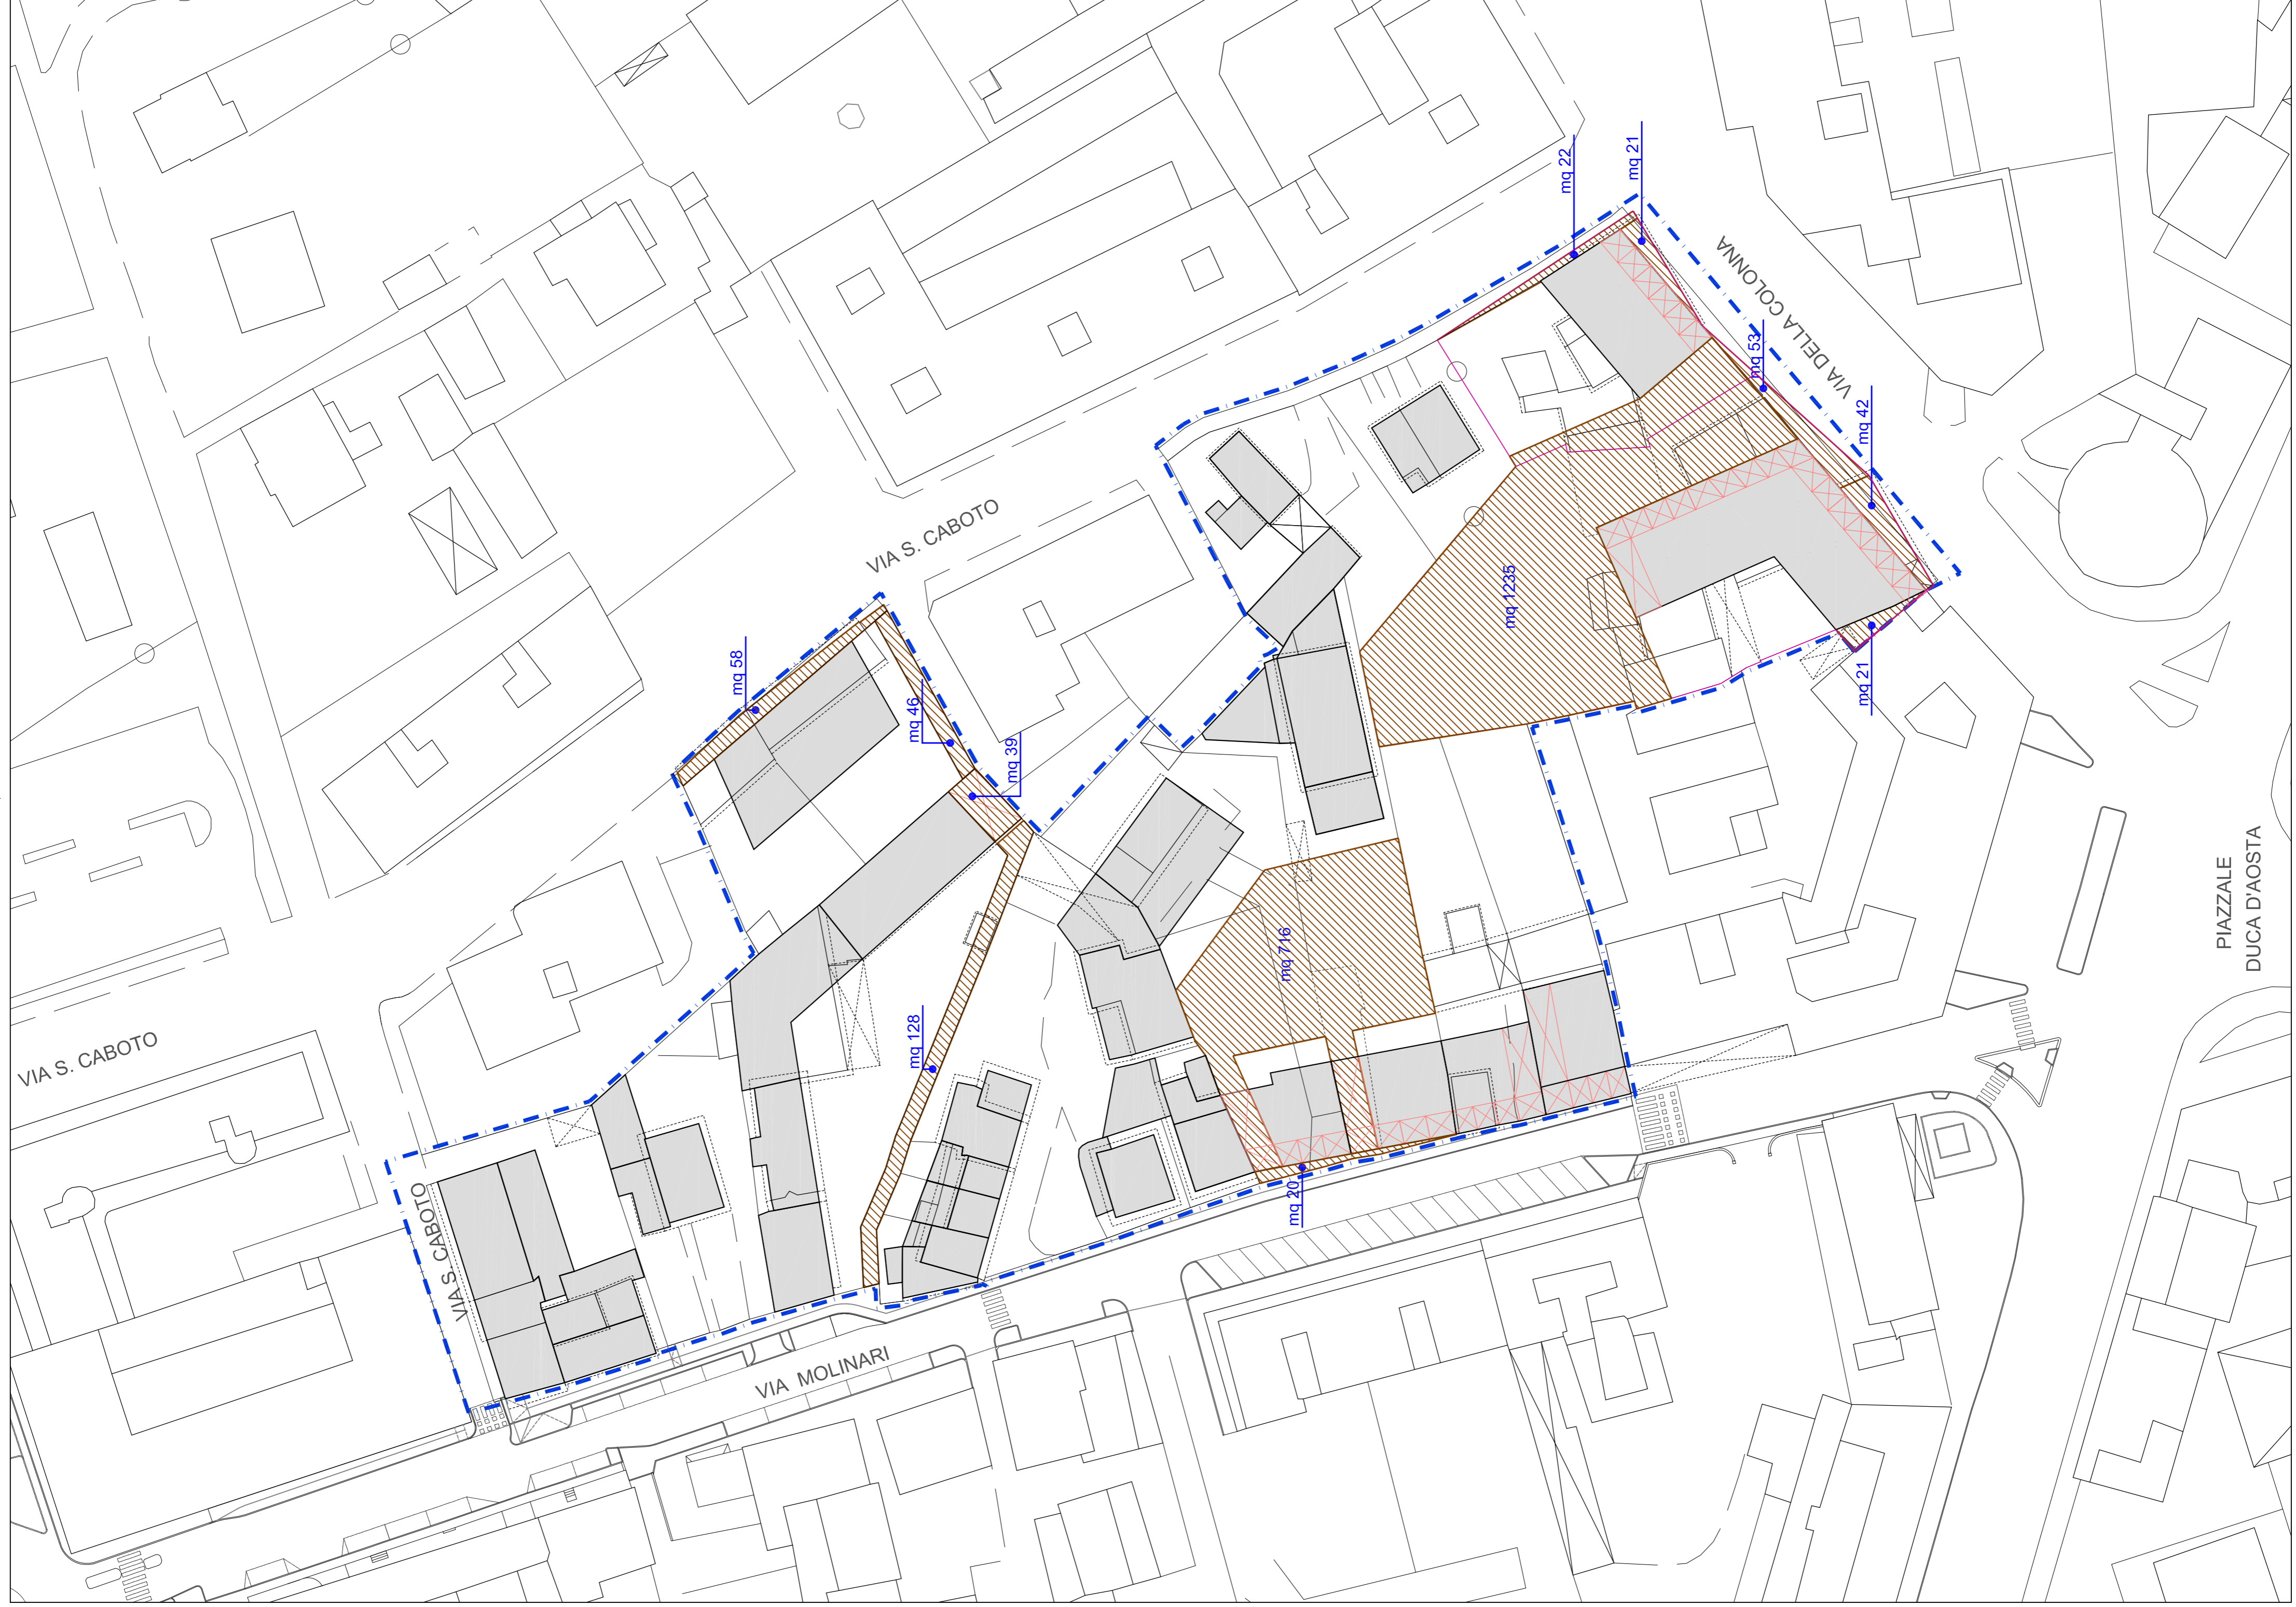 mq 22
mq 21
VIA DELLA COLONNA
mq 53
mq 42
VIA S. CABOTO
mq 1235
mq 58
mq 46
mq 21
mq 39
PIAZZALE
DUCA D'AOSTA
mq 716
VIA S. CABOTO
mq 128
mq 20
VIA S. CABOTO
VIA MOLINARI